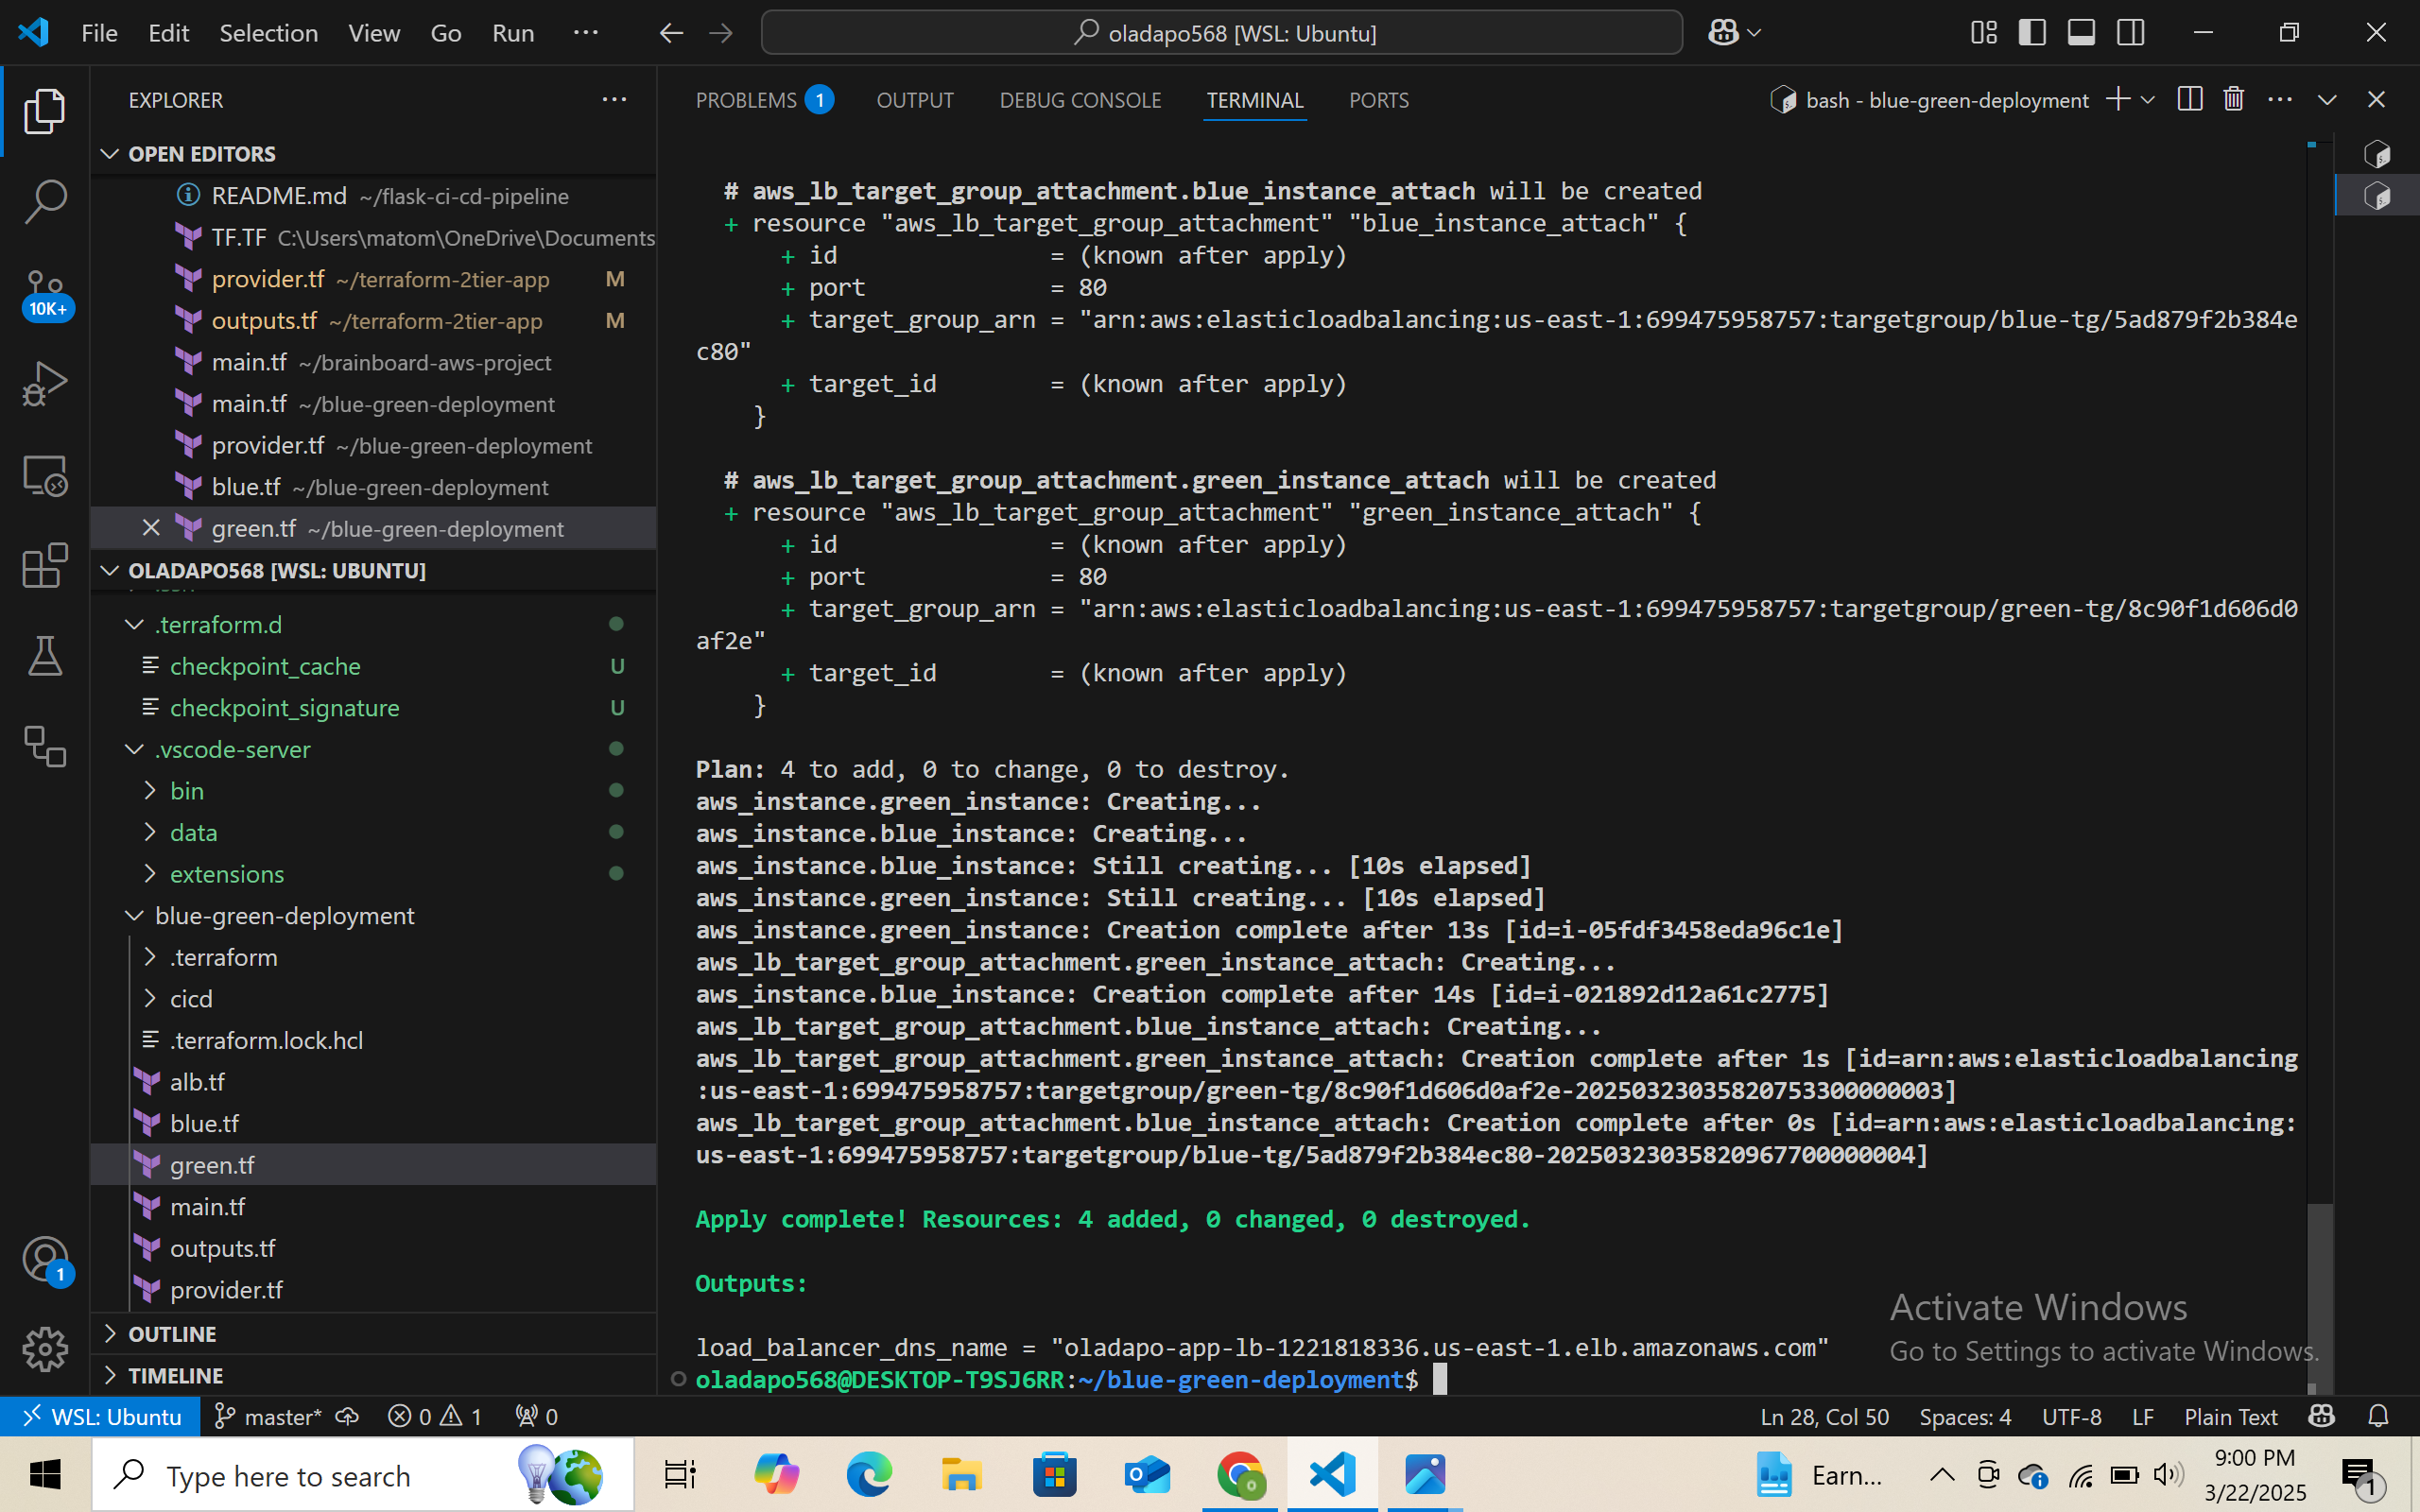 File Edit Selection View Go Run ··· oladapo568 [WSL: Ubuntu]
EXPLORER
OPEN EDITORS
README.md ~/flask-ci-cd-pipeline
TF.TF C:\Users\matom\OneDrive\Documents
provider.tf ~/terraform-2tier-app M
outputs.tf ~/terraform-2tier-app M
main.tf ~/brainboard-aws-project
main.tf ~/blue-green-deployment
provider.tf ~/blue-green-deployment
blue.tf ~/blue-green-deployment
green.tf ~/blue-green-deployment
OLADAPO568 [WSL: UBUNTU]
.terraform.d
checkpoint_cache U
checkpoint_signature U
.vscode-server
bin
data
extensions
blue-green-deployment
.terraform
cicd
.terraform.lock.hcl
alb.tf
blue.tf
green.tf
main.tf
outputs.tf
provider.tf
OUTLINE
TIMELINE
10K+
1
PROBLEMS 1 OUTPUT DEBUG CONSOLE TERMINAL PORTS bash - blue-green-deployment
# aws_lb_target_group_attachment.blue_instance_attach will be created
+ resource "aws_lb_target_group_attachment" "blue_instance_attach" {
+ id = (known after apply)
+ port = 80
+ target_group_arn = "arn:aws:elasticloadbalancing:us-east-1:699475958757:targetgroup/blue-tg/5ad879f2b384e
c80"
+ target_id = (known after apply)
}
# aws_lb_target_group_attachment.green_instance_attach will be created
+ resource "aws_lb_target_group_attachment" "green_instance_attach" {
+ id = (known after apply)
+ port = 80
+ target_group_arn = "arn:aws:elasticloadbalancing:us-east-1:699475958757:targetgroup/green-tg/8c90f1d606d0
af2e"
+ target_id = (known after apply)
}
Plan: 4 to add, 0 to change, 0 to destroy.
aws_instance.green_instance: Creating...
aws_instance.blue_instance: Creating...
aws_instance.blue_instance: Still creating... [10s elapsed]
aws_instance.green_instance: Still creating... [10s elapsed]
aws_instance.green_instance: Creation complete after 13s [id=i-05fdf3458eda96c1e]
aws_lb_target_group_attachment.green_instance_attach: Creating...
aws_instance.blue_instance: Creation complete after 14s [id=i-021892d12a61c2775]
aws_lb_target_group_attachment.blue_instance_attach: Creating...
aws_lb_target_group_attachment.green_instance_attach: Creation complete after 1s [id=arn:aws:elasticloadbalancing
:us-east-1:699475958757:targetgroup/green-tg/8c90f1d606d0af2e-20250323035820753300000003]
aws_lb_target_group_attachment.blue_instance_attach: Creation complete after 0s [id=arn:aws:elasticloadbalancing:
us-east-1:699475958757:targetgroup/blue-tg/5ad879f2b384ec80-20250323035820967700000004]
Apply complete! Resources: 4 added, 0 changed, 0 destroyed.
Outputs:
load_balancer_dns_name = "oladapo-app-lb-1221818336.us-east-1.elb.amazonaws.com"
oladapo568@DESKTOP-T9SJ6RR:~/blue-green-deployment$
Activate Windows
Go to Settings to activate Windows.
WSL: Ubuntu master* 0 1 0 Ln 28, Col 50 Spaces: 4 UTF-8 LF Plain Text
Type here to search Earn... 9:00 PM
3/22/2025
1